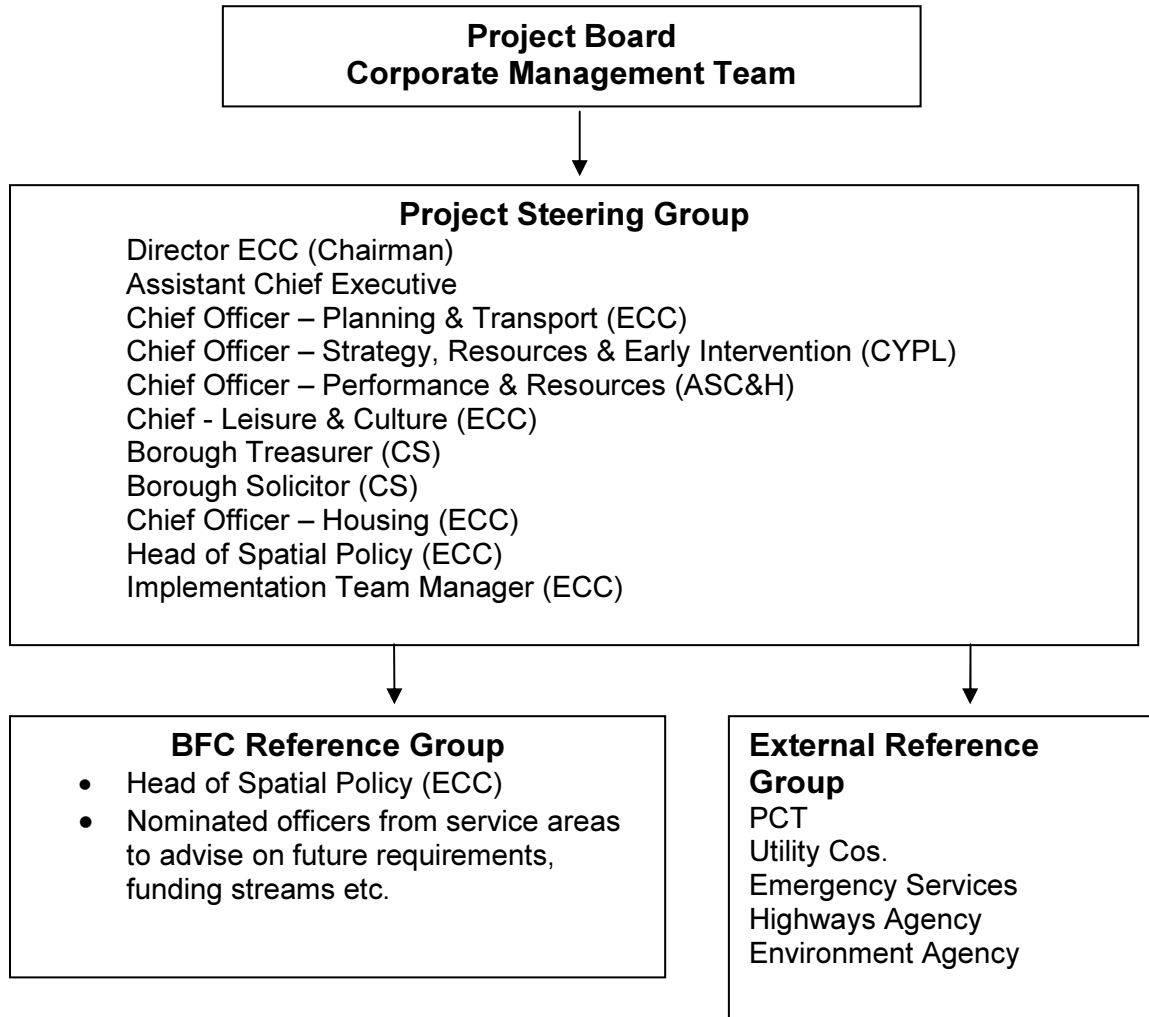 Project Board
Corporate Management Team
Project Steering Group
Director ECC (Chairman)
Assistant Chief Executive
Chief Officer – Planning & Transport (ECC)
Chief Officer – Strategy, Resources & Early Intervention (CYPL)
Chief Officer – Performance & Resources (ASC&H)
Chief - Leisure & Culture (ECC)
Borough Treasurer (CS)
Borough Solicitor (CS)
Chief Officer – Housing (ECC)
Head of Spatial Policy (ECC)
Implementation Team Manager (ECC)
BFC Reference Group
• Head of Spatial Policy (ECC)
• Nominated officers from service areas
to advise on future requirements,
funding streams etc.
External Reference
Group
PCT
Utility Cos.
Emergency Services
Highways Agency
Environment Agency